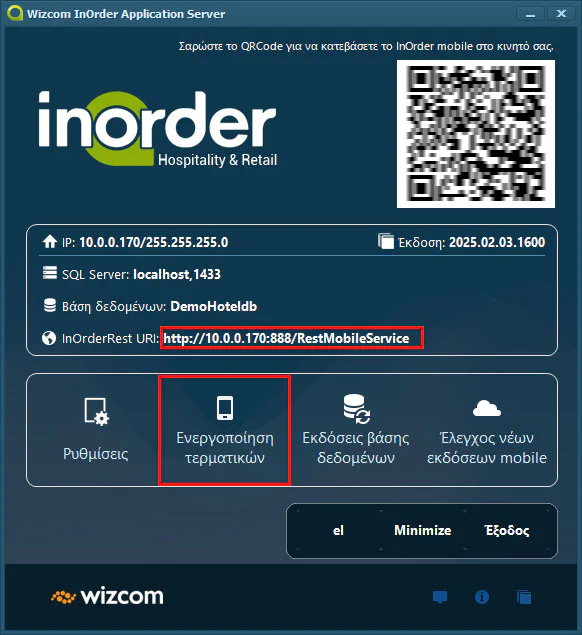 Wizcom InOrder Application Server
Σαρώστε το QRCode για να κατεβάσετε το InOrder mobile στο κινητό σας.
inorder
Hospitality & Retail
IP: 10.0.0.170/255.255.255.0
Έκδοση: 2025.02.03.1600
SQL Server: localhost,1433
Βάση δεδομένων: DemoHoteldb
InOrderRest URI: http://10.0.0.170:888/RestMobileService
Ρυθμίσεις
Ενεργοποίηση
τερματικών
Εκδόσεις βάσης
δεδομένων
Έλεγχος νέων
εκδόσεων mobile
el
Minimize
Έξοδος
wizcom